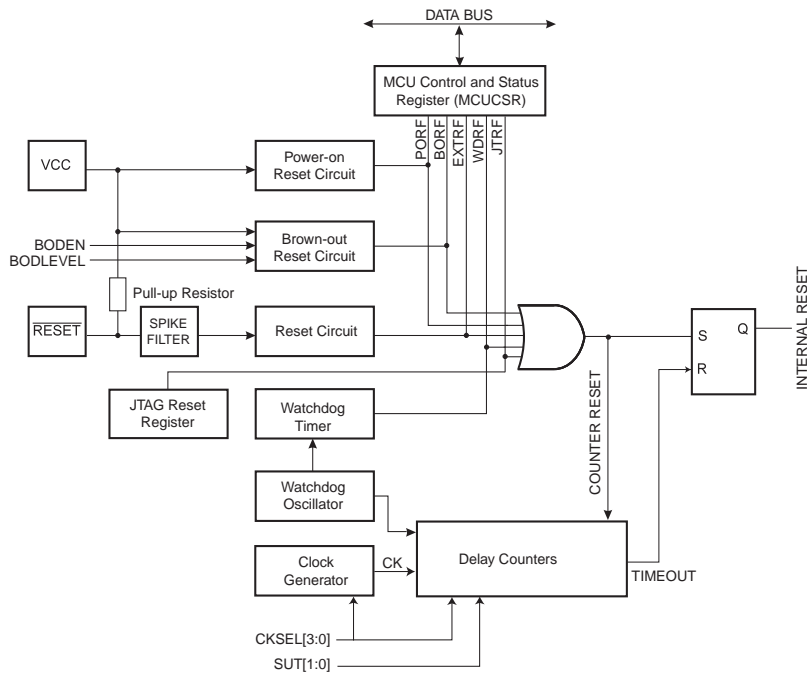 DATA BUS
MCU Control and Status
Register (MCUCSR)
PORF
BORF
EXTRF
WDRF
JTRF
VCC
Power-on
Reset Circuit
BODEN
BODLEVEL
Brown-out
Reset Circuit
Pull-up Resistor
RESET
SPIKE
FILTER
Reset Circuit
JTAG Reset
Register
Watchdog
Timer
Watchdog
Oscillator
Clock
Generator
CK
Delay Counters
CKSEL[3:0]
SUT[1:0]
COUNTER RESET
TIMEOUT
S
Q
R
INTERNAL RESET